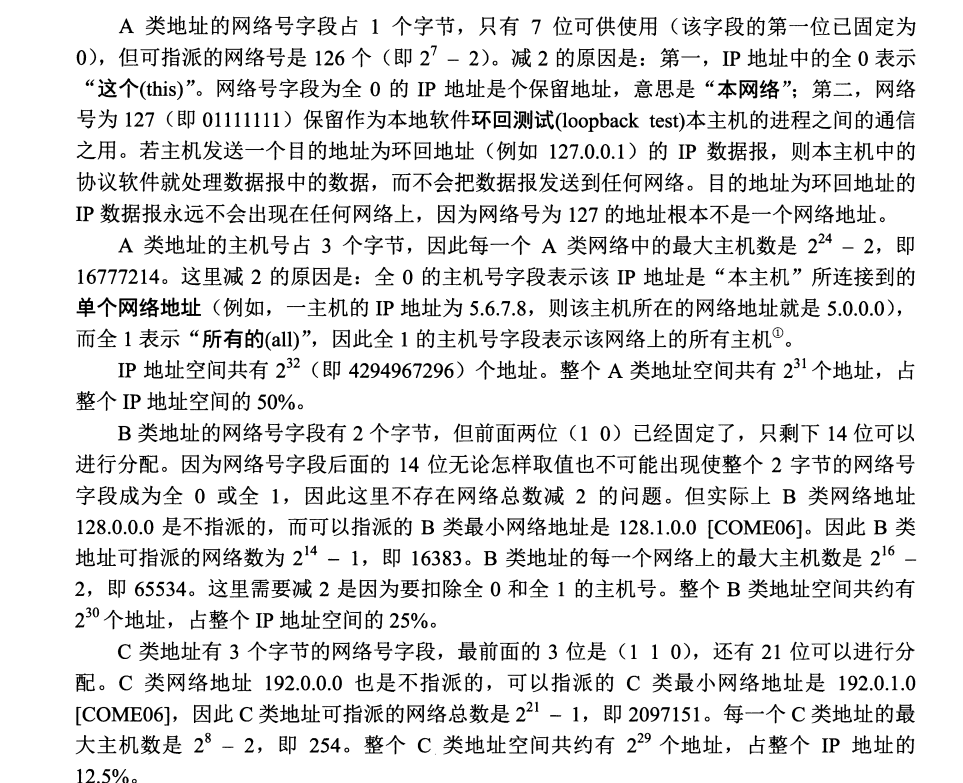 A 类地址的网络号字段占 1 个字节，只有 7 位可供使用（该字段的第一位已固定为
0），但可指派的网络号是 126 个（即 2⁷ – 2）。减 2 的原因是：第一，IP 地址中的全 0 表示
“这个(this)”。网络号字段为全 0 的 IP 地址是个保留地址，意思是“本网络”；第二，网络
号为 127（即 01111111）保留作为本地软件环回测试(loopback test)本主机的进程之间的通信
之用。若主机发送一个目的地址为环回地址（例如 127.0.0.1）的 IP 数据报，则本主机中的
协议软件就处理数据报中的数据，而不会把数据报发送到任何网络。目的地址为环回地址的
IP 数据报永远不会出现在任何网络上，因为网络号为 127 的地址根本不是一个网络地址。
A 类地址的主机号占 3 个字节，因此每一个 A 类网络中的最大主机数是 2²⁴ – 2，即
16777214。这里减 2 的原因是：全 0 的主机号字段表示该 IP 地址是“本主机”所连接到的
单个网络地址（例如，一主机的 IP 地址为 5.6.7.8，则该主机所在的网络地址就是 5.0.0.0），
而全 1 表示“所有的(all)”，因此全 1 的主机号字段表示该网络上的所有主机①。
IP 地址空间共有 2³²（即 4294967296）个地址。整个 A 类地址空间共有 2³¹ 个地址，占
整个 IP 地址空间的 50%。
B 类地址的网络号字段有 2 个字节，但前面两位（1 0）已经固定了，只剩下 14 位可以
进行分配。因为网络号字段后面的 14 位无论怎样取值也不可能出现使整个 2 字节的网络号
字段成为全 0 或全 1，因此这里不存在网络总数减 2 的问题。但实际上 B 类网络地址
128.0.0.0 是不指派的，而可以指派的 B 类最小网络地址是 128.1.0.0 [COME06]。因此 B 类
地址可指派的网络数为 2¹⁴ – 1，即 16383。B 类地址的每一个网络上的最大主机数是 2¹⁶ –
2，即 65534。这里需要减 2 是因为要扣除全 0 和全 1 的主机号。整个 B 类地址空间共约有
2³⁰ 个地址，占整个 IP 地址空间的 25%。
C 类地址有 3 个字节的网络号字段，最前面的 3 位是（1 1 0），还有 21 位可以进行分
配。C 类网络地址 192.0.0.0 也是不指派的，可以指派的 C 类最小网络地址是 192.0.1.0
[COME06]，因此 C 类地址可指派的网络总数是 2²¹ – 1，即 2097151。每一个 C 类地址的最
大主机数是 2⁸ – 2，即 254。整个 C 类地址空间共约有 2²⁹ 个地址，占整个 IP 地址的
12.5%。